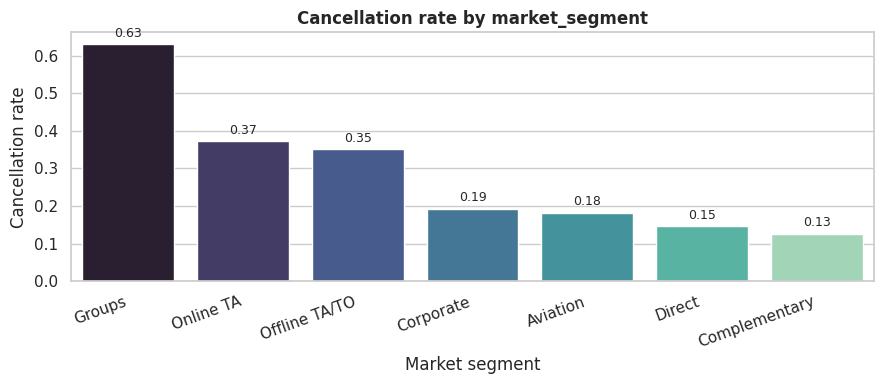 Cancellation rate by market_segment
Cancellation rate
0.6
0.5
0.4
0.3
0.2
0.1
0.0
0.63
0.37
0.35
0.19
0.18
0.15
0.13
Groups
Online TA
Offline TA/TO
Corporate
Aviation
Direct
Complementary
Market segment